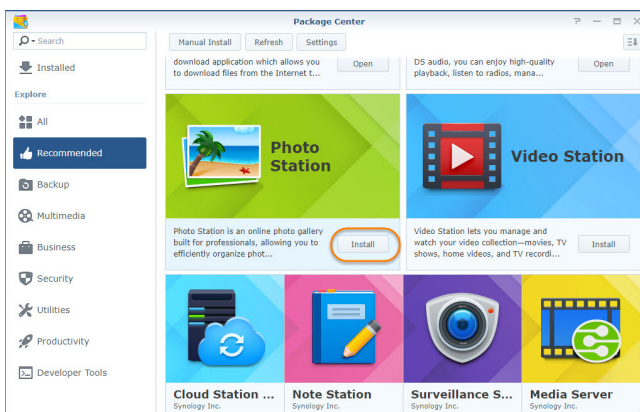 Package Center
Search
Installed
Explore
All
Recommended
Backup
Multimedia
Business
Security
Utilities
Productivity
Developer Tools
Manual Install
Refresh
Settings
download application which allows you
to download files from the Internet t...
Open
DS audio, you can enjoy high-quality
playback, listen to radios, mana...
Open
Photo
Station
Photo Station is an online photo gallery
built for professionals, allowing you to
efficiently organize phot...
Install
Video Station
Video Station lets you manage and
watch your video collection—movies, TV
shows, home videos, and TV recordi...
Install
Cloud Station ...
Synology Inc.
Note Station
Synology Inc.
Surveillance S...
Synology Inc.
Media Server
Synology Inc.